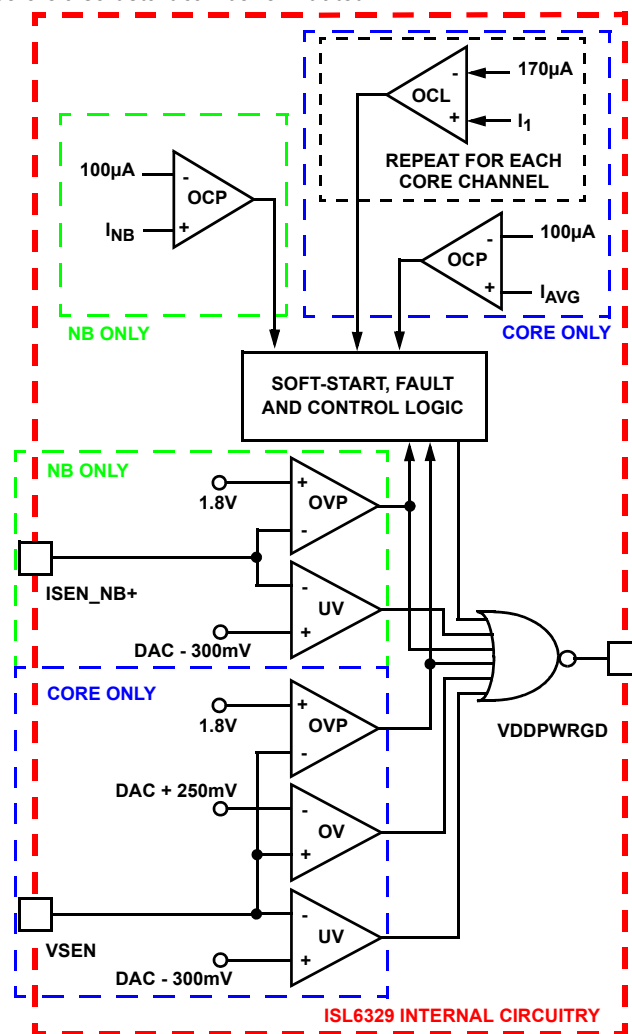 -
170µA
OCL
+
I1
REPEAT FOR EACH
CORE CHANNEL
100µA
-
OCP
INB
+
-
100µA
OCP
+
IAVG
NB ONLY
CORE ONLY
SOFT-START, FAULT
AND CONTROL LOGIC
NB ONLY
+
1.8V
OVP
-
ISEN_NB+
-
UV
DAC - 300mV
+
CORE ONLY
+
1.8V
OVP
-
VDDPWRGD
DAC + 250mV
-
OV
+
-
VSEN
UV
+
DAC - 300mV
ISL6329 INTERNAL CIRCUITRY